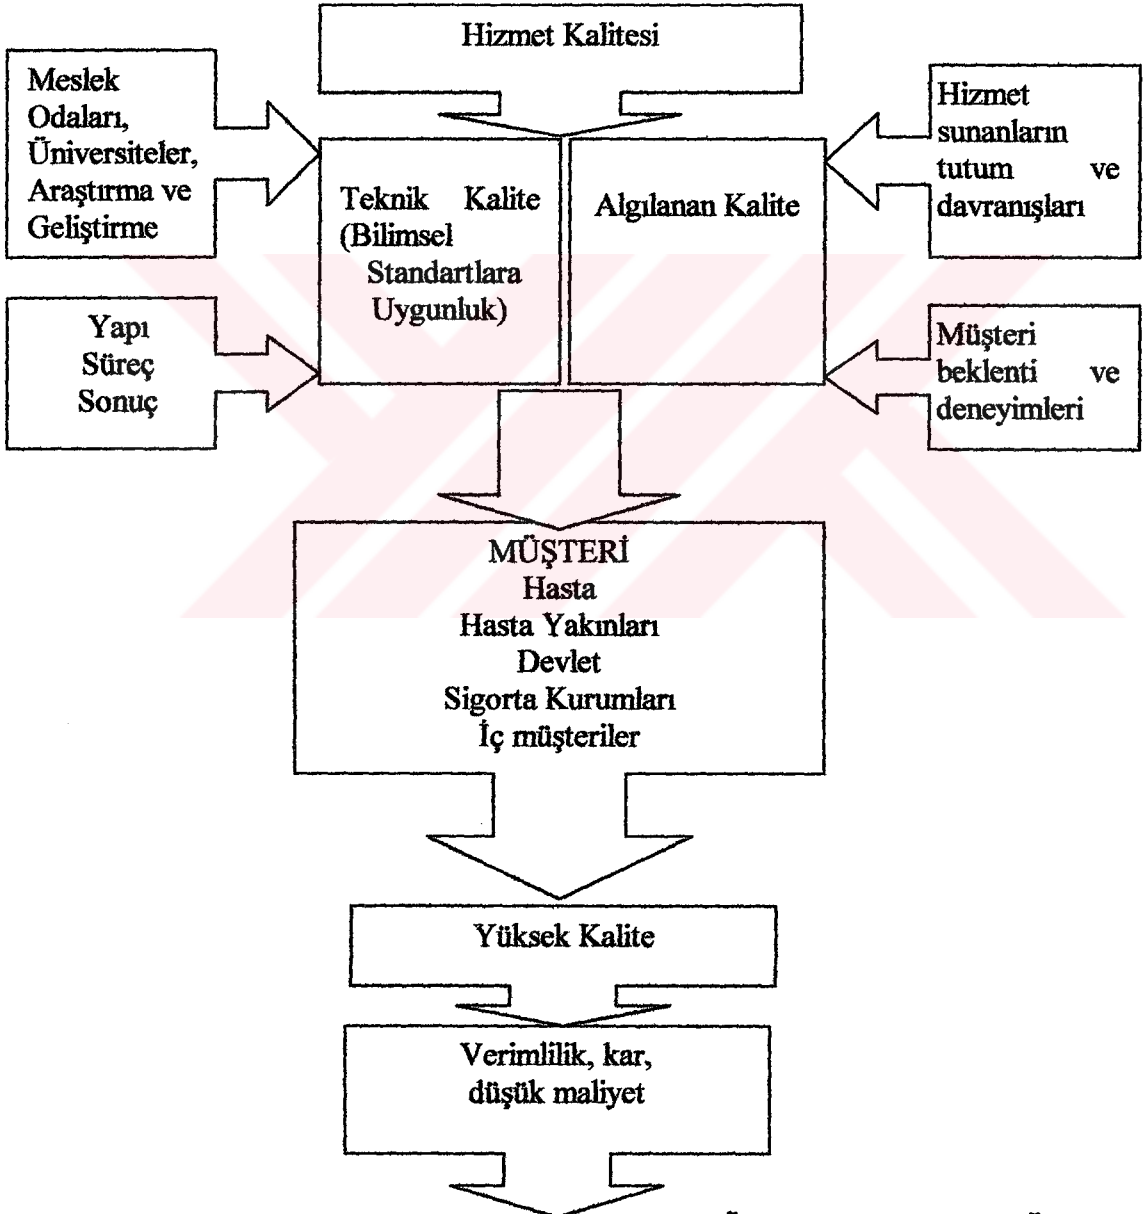 Hizmet Kalitesi
Meslek
Odaları,
Üniversiteler,
Araştırma ve
Geliştirme
Hizmet
sunanların
tutum ve
davranışları
Teknik Kalite
(Bilimsel
Standartlara
Uygunluk)
Algılanan Kalite
Yapı
Süreç
Sonuç
Müşteri
beklenti ve
deneyimleri
MÜŞTERİ
Hasta
Hasta Yakınları
Devlet
Sigorta Kurumları
İç müşteriler
Yüksek Kalite
Verimlilik, kar,
düşük maliyet